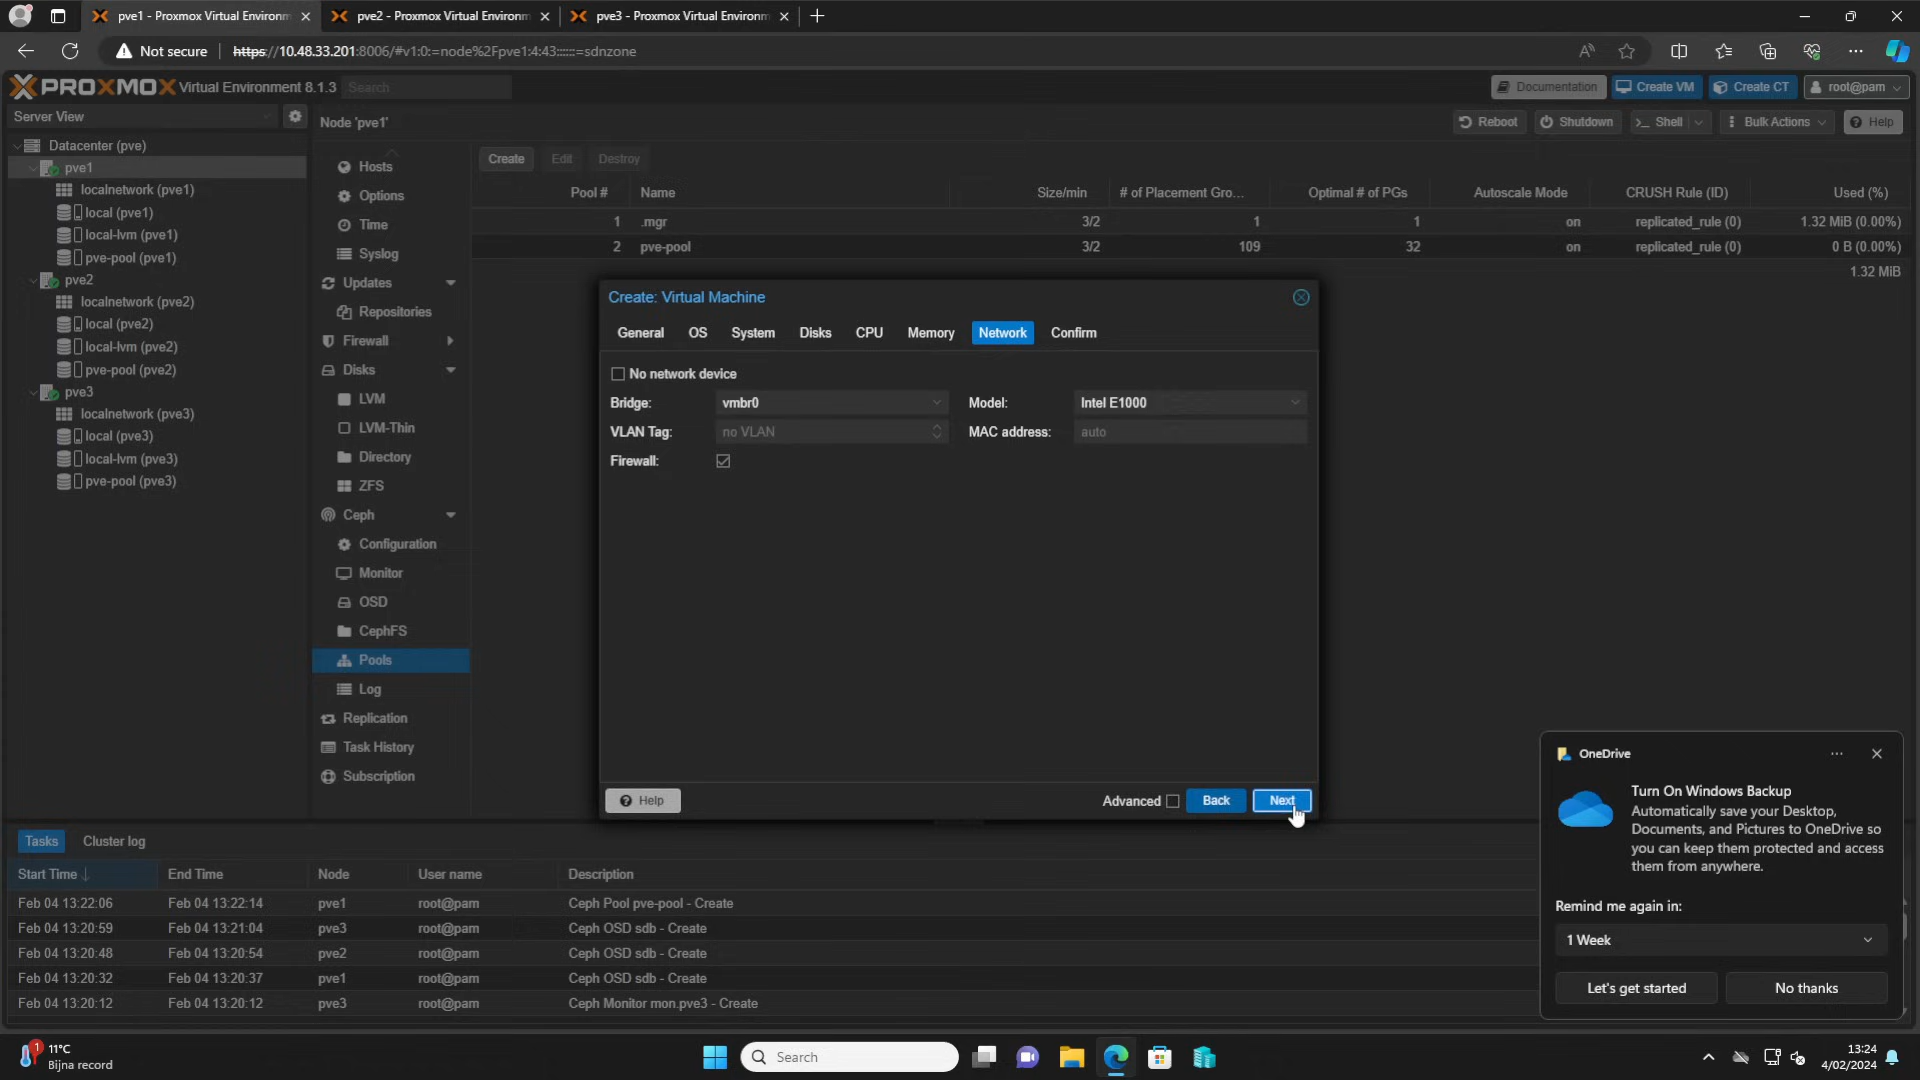 pve1 - Proxmox Virtual Environm
pve2 - Proxmox Virtual Environm
pve3 - Proxmox Virtual Environm
Not secure
https://10.48.33.201:8006/#v1:0:=node%2Fpve1:4:43::::::=sdnzone
PROXMOX Virtual Environment 8.1.3 Search
Documentation Create VM Create CT root@pam
Server View
Node 'pve1'
Reboot Shutdown >_ Shell Bulk Actions Help
Datacenter (pve)
pve1
localnetwork (pve1)
local (pve1)
local-lvm (pve1)
pve-pool (pve1)
pve2
localnetwork (pve2)
local (pve2)
local-lvm (pve2)
pve-pool (pve2)
pve3
localnetwork (pve3)
local (pve3)
local-lvm (pve3)
pve-pool (pve3)
Hosts
Options
Time
Syslog
Updates
Repositories
Firewall
Disks
LVM
LVM-Thin
Directory
ZFS
Ceph
Configuration
Monitor
OSD
CephFS
Pools
Log
Replication
Task History
Subscription
Create Edit Destroy
Pool # Name Size/min # of Placement Gro... Optimal # of PGs Autoscale Mode CRUSH Rule (ID) Used (%)
1 .mgr 3/2 1 1 on replicated_rule (0) 1.32 MiB (0.00%)
2 pve-pool 3/2 109 32 on replicated_rule (0) 0 B (0.00%)
1.32 MiB
Create: Virtual Machine
General OS System Disks CPU Memory Network Confirm
No network device
Bridge: vmbr0 Model: Intel E1000
VLAN Tag: no VLAN MAC address: auto
Firewall:
Help Advanced Back Next
Tasks Cluster log
Start Time End Time Node User name Description
Feb 04 13:22:06 Feb 04 13:22:14 pve1 root@pam Ceph Pool pve-pool - Create
Feb 04 13:20:59 Feb 04 13:21:04 pve3 root@pam Ceph OSD sdb - Create
Feb 04 13:20:48 Feb 04 13:20:54 pve2 root@pam Ceph OSD sdb - Create
Feb 04 13:20:32 Feb 04 13:20:37 pve1 root@pam Ceph OSD sdb - Create
Feb 04 13:20:12 Feb 04 13:20:12 pve3 root@pam Ceph Monitor mon.pve3 - Create
OneDrive
Turn On Windows Backup
Automatically save your Desktop,
Documents, and Pictures to OneDrive so
you can keep them protected and access
them from anywhere.
Remind me again in:
1 Week
Let's get started No thanks
1
11°C
Bijna record
Search
13:24
4/02/2024